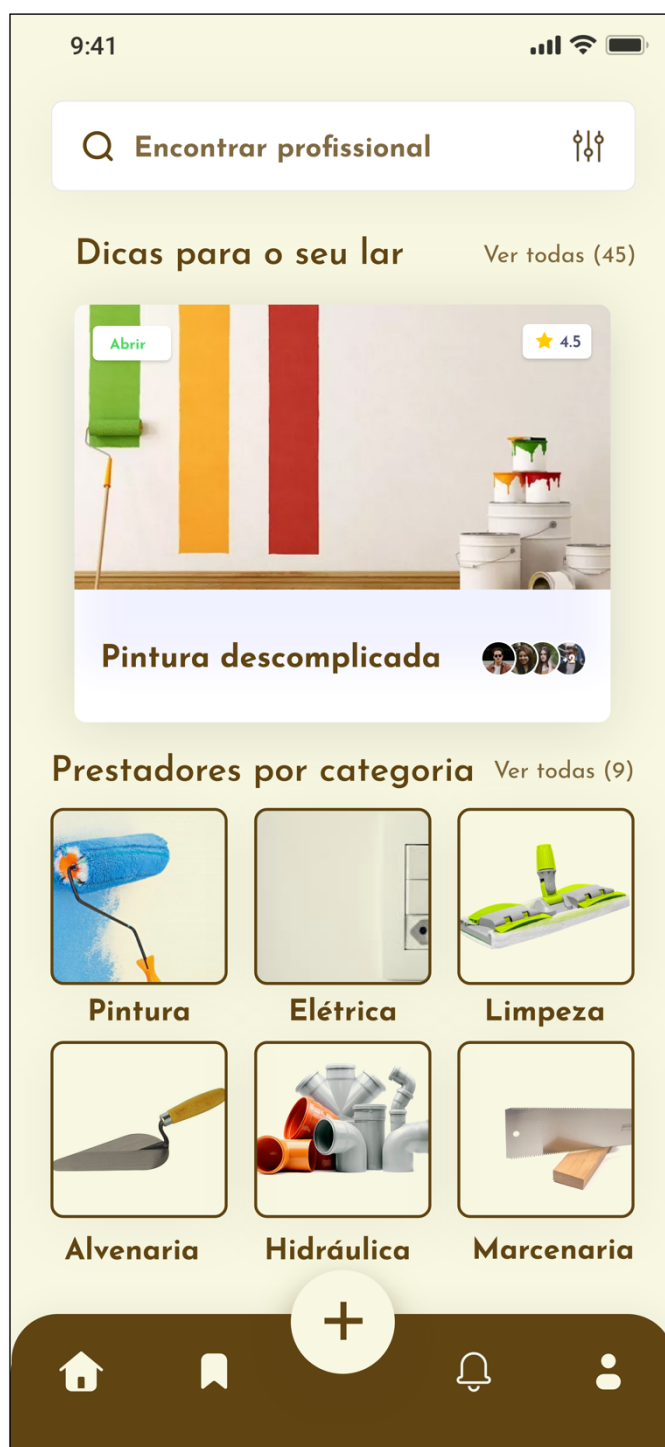 9:41
Encontrar profissional
Dicas para o seu lar
Ver todas (45)
Abrir
4.5
Pintura descomplicada
Prestadores por categoria
Ver todas (9)
Pintura
Elétrica
Limpeza
Alvenaria
Hidráulica
Marcenaria